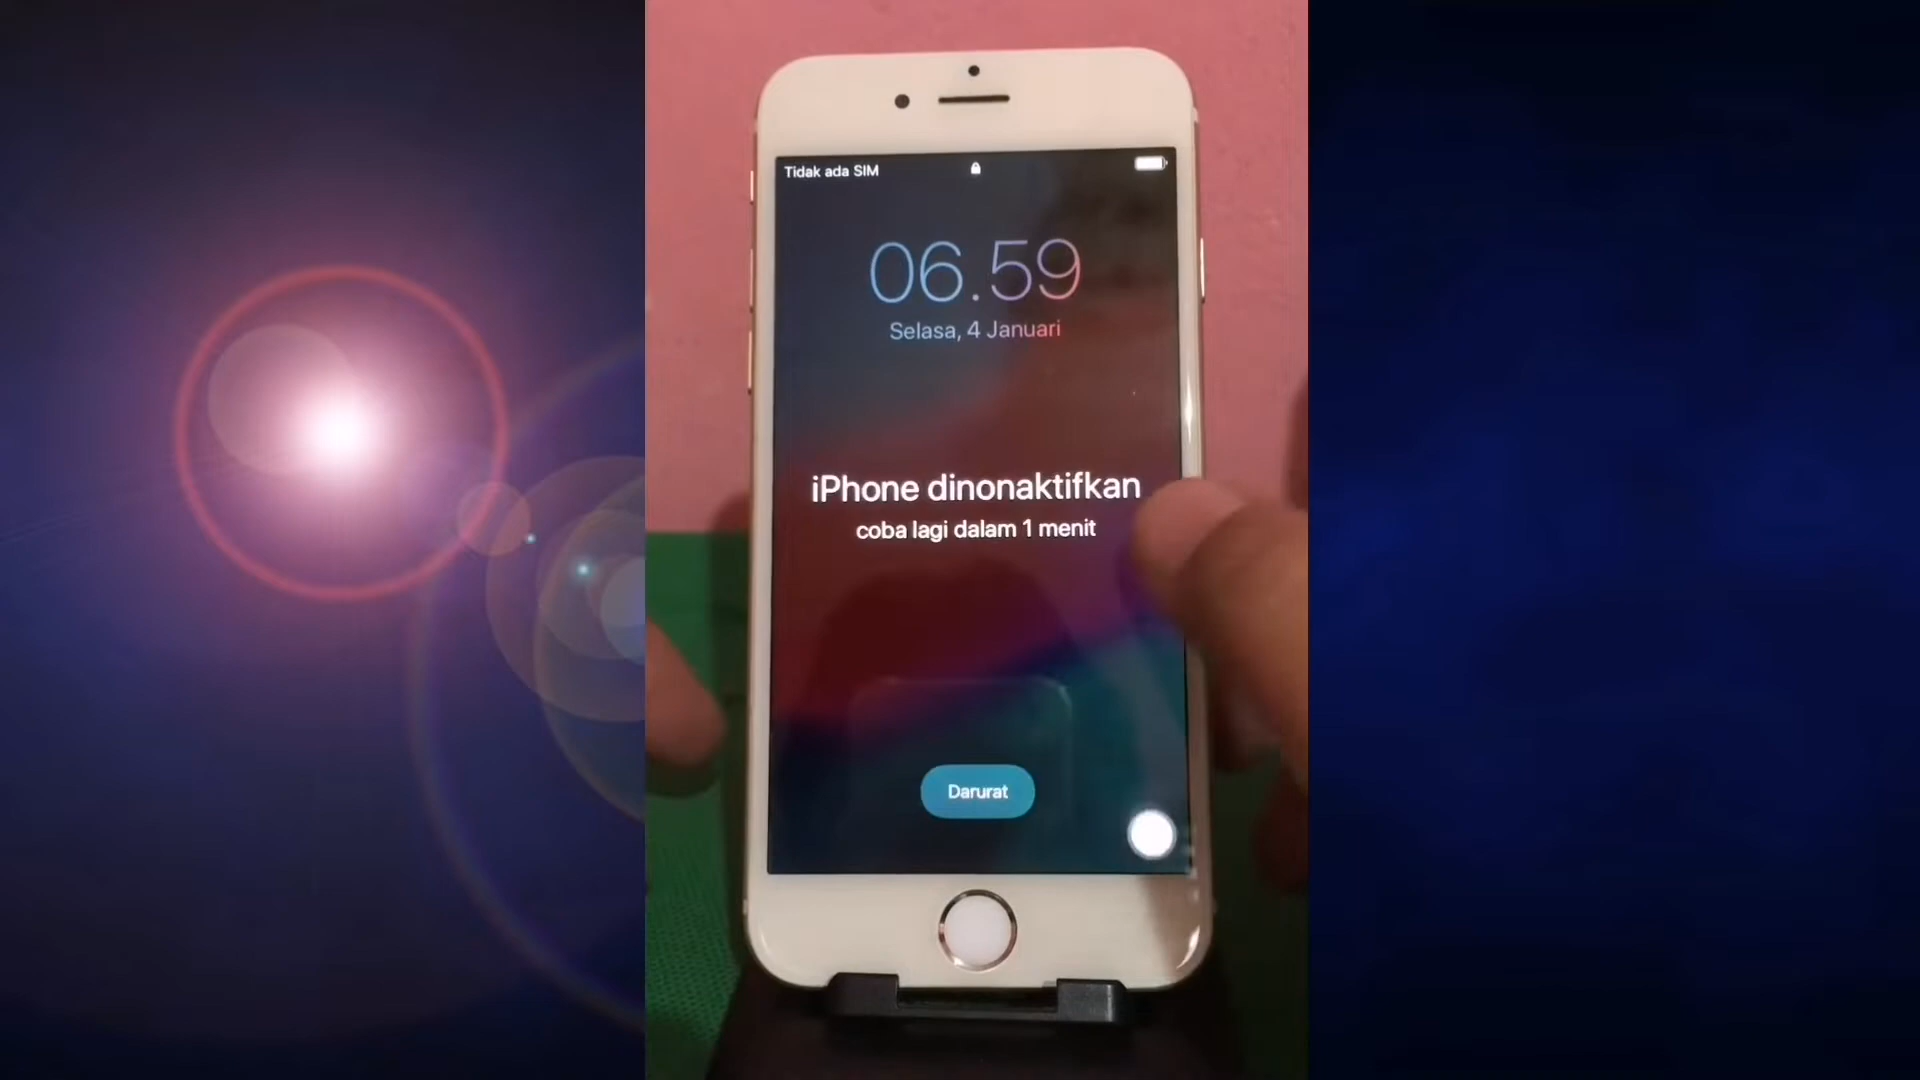 Tidak ada SIM
06.59
Selasa, 4 Januari
iPhone dinonaktifkan
coba lagi dalam 1 menit
Darurat